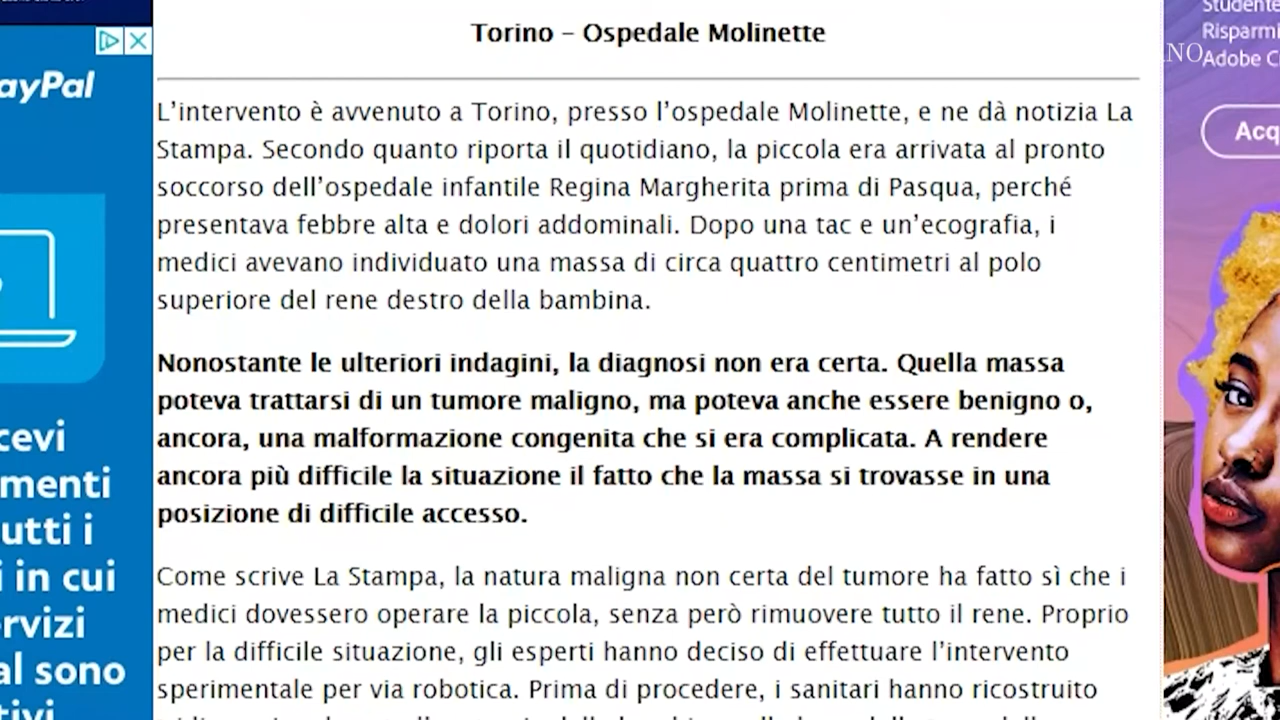 Torino – Ospedale Molinette
L'intervento è avvenuto a Torino, presso l'ospedale Molinette, e ne dà notizia La
Stampa. Secondo quanto riporta il quotidiano, la piccola era arrivata al pronto
soccorso dell'ospedale infantile Regina Margherita prima di Pasqua, perché
presentava febbre alta e dolori addominali. Dopo una tac e un'ecografia, i
medici avevano individuato una massa di circa quattro centimetri al polo
superiore del rene destro della bambina.
Nonostante le ulteriori indagini, la diagnosi non era certa. Quella massa
poteva trattarsi di un tumore maligno, ma poteva anche essere benigno o,
ancora, una malformazione congenita che si era complicata. A rendere
ancora più difficile la situazione il fatto che la massa si trovasse in una
posizione di difficile accesso.
Come scrive La Stampa, la natura maligna non certa del tumore ha fatto sì che i
medici dovessero operare la piccola, senza però rimuovere tutto il rene. Proprio
per la difficile situazione, gli esperti hanno deciso di effettuare l'intervento
sperimentale per via robotica. Prima di procedere, i sanitari hanno ricostruito
ayPal
cevi
menti
utti i
i in cui
rvizi
al sono
tivi
Studente
Risparmi
Adobe C
Acq